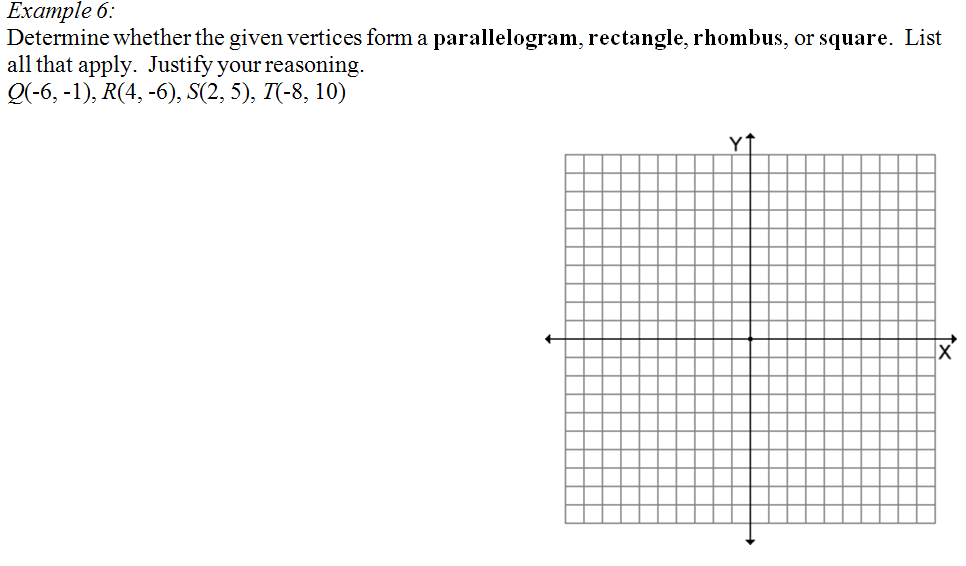 Example 6:
Determine whether the given vertices form a parallelogram, rectangle, rhombus, or square. List
all that apply. Justify your reasoning.
Q(-6, -1), R(4, -6), S(2, 5), T(-8, 10)
Y
X